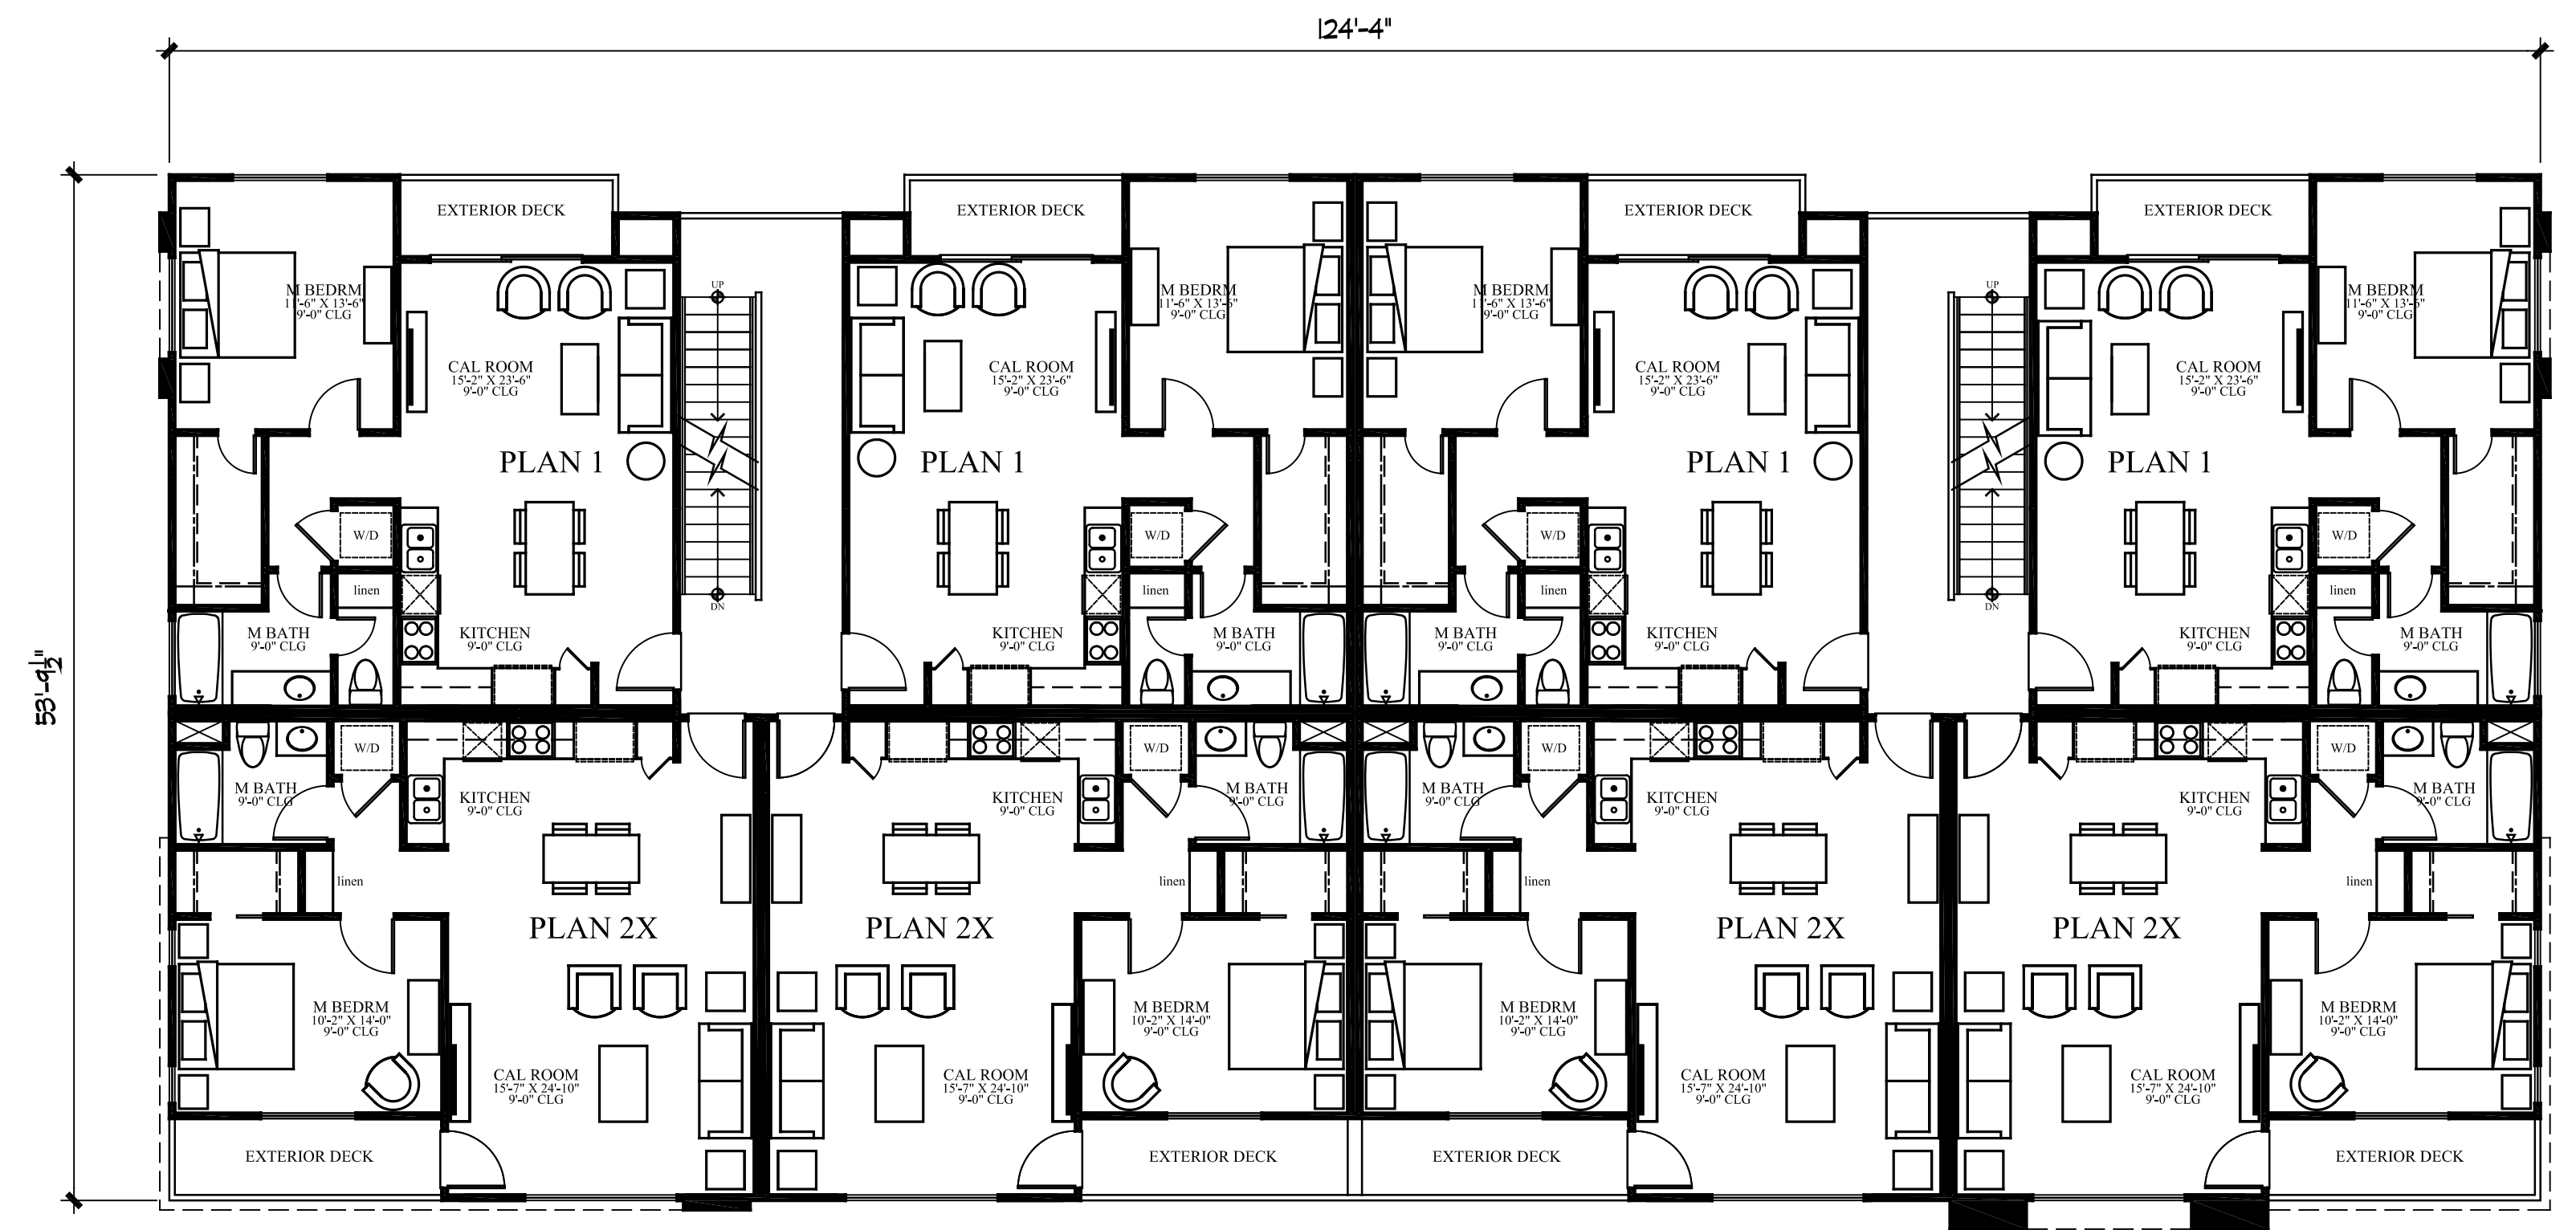 124'-4"
53'-9½"
EXTERIOR DECK
EXTERIOR DECK
EXTERIOR DECK
EXTERIOR DECK
UP
UP
M BEDRM
11'-6" X 13'-6"
9'-0" CLG
M BEDRM
11'-6" X 13'-6"
9'-0" CLG
M BEDRM
11'-6" X 13'-6"
9'-0" CLG
M BEDRM
11'-6" X 13'-6"
9'-0" CLG
CAL ROOM
15'-2" X 23'-6"
9'-0" CLG
CAL ROOM
15'-2" X 23'-6"
9'-0" CLG
CAL ROOM
15'-2" X 23'-6"
9'-0" CLG
CAL ROOM
15'-2" X 23'-6"
9'-0" CLG
PLAN 1
PLAN 1
PLAN 1
PLAN 1
W/D
W/D
W/D
W/D
linen
linen
linen
linen
DN
DN
M BATH
9'-0" CLG
KITCHEN
9'-0" CLG
KITCHEN
9'-0" CLG
M BATH
9'-0" CLG
M BATH
9'-0" CLG
KITCHEN
9'-0" CLG
KITCHEN
9'-0" CLG
M BATH
9'-0" CLG
W/D
W/D
W/D
W/D
M BATH
9'-0" CLG
KITCHEN
9'-0" CLG
KITCHEN
9'-0" CLG
M BATH
9'-0" CLG
M BATH
9'-0" CLG
KITCHEN
9'-0" CLG
KITCHEN
9'-0" CLG
M BATH
9'-0" CLG
linen
linen
linen
linen
PLAN 2X
PLAN 2X
PLAN 2X
PLAN 2X
M BEDRM
10'-2" X 14'-0"
9'-0" CLG
M BEDRM
10'-2" X 14'-0"
9'-0" CLG
M BEDRM
10'-2" X 14'-0"
9'-0" CLG
M BEDRM
10'-2" X 14'-0"
9'-0" CLG
CAL ROOM
15'-7" X 24'-10"
9'-0" CLG
CAL ROOM
15'-7" X 24'-10"
9'-0" CLG
CAL ROOM
15'-7" X 24'-10"
9'-0" CLG
CAL ROOM
15'-7" X 24'-10"
9'-0" CLG
EXTERIOR DECK
EXTERIOR DECK
EXTERIOR DECK
EXTERIOR DECK